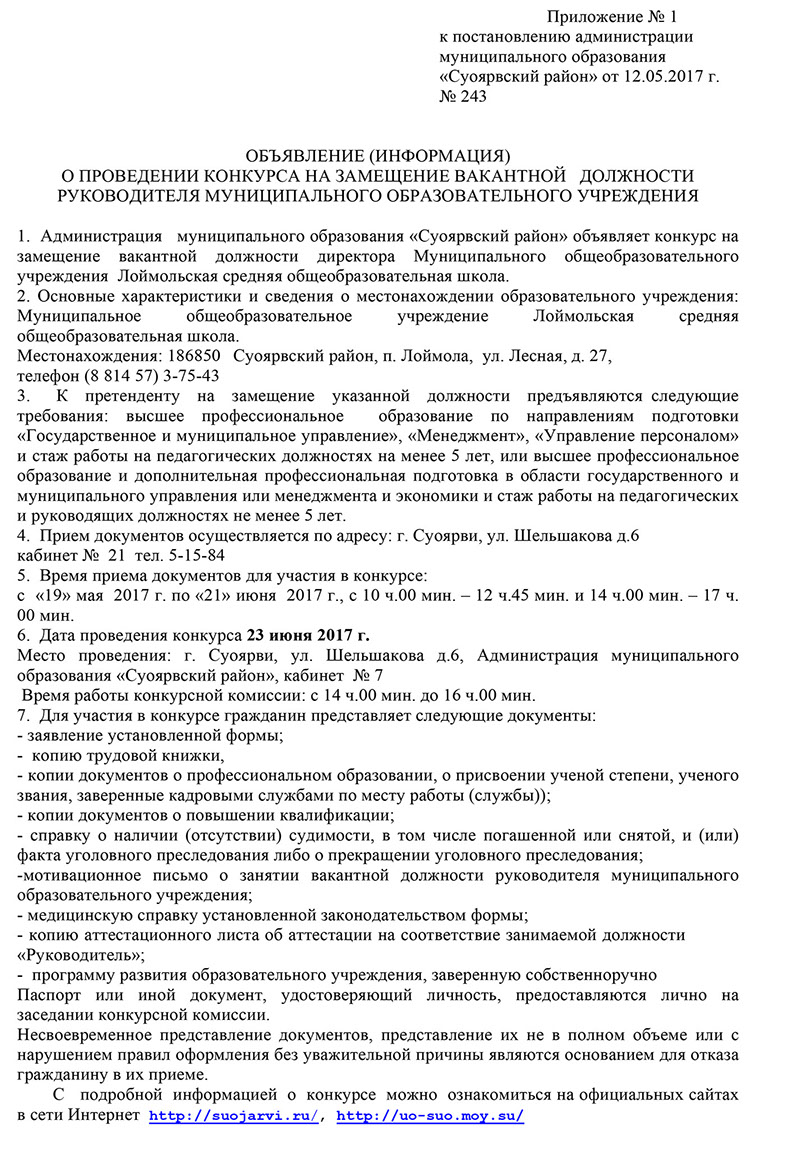 Приложение № 1
к постановлению администрации
муниципального образования
«Суоярвский район» от 12.05.2017 г.
№ 243
ОБЪЯВЛЕНИЕ (ИНФОРМАЦИЯ)
О ПРОВЕДЕНИИ КОНКУРСА НА ЗАМЕЩЕНИЕ ВАКАНТНОЙ ДОЛЖНОСТИ
РУКОВОДИТЕЛЯ МУНИЦИПАЛЬНОГО ОБРАЗОВАТЕЛЬНОГО УЧРЕЖДЕНИЯ
1. Администрация муниципального образования «Суоярвский район» объявляет конкурс на
замещение вакантной должности директора Муниципального общеобразовательного
учреждения Лоймольская средняя общеобразовательная школа.
2. Основные характеристики и сведения о местонахождении образовательного учреждения:
Муниципальное общеобразовательное учреждение Лоймольская средняя
общеобразовательная школа.
Местонахождения: 186850 Суоярвский район, п. Лоймола, ул. Лесная, д. 27,
телефон (8 814 57) 3-75-43
3. К претенденту на замещение указанной должности предъявляются следующие
требования: высшее профессиональное образование по направлениям подготовки
«Государственное и муниципальное управление», «Менеджмент», «Управление персоналом»
и стаж работы на педагогических должностях на менее 5 лет, или высшее профессиональное
образование и дополнительная профессиональная подготовка в области государственного и
муниципального управления или менеджмента и экономики и стаж работы на педагогических
и руководящих должностях не менее 5 лет.
4. Прием документов осуществляется по адресу: г. Суоярви, ул. Шельшакова д.6
кабинет № 21 тел. 5-15-84
5. Время приема документов для участия в конкурсе:
с «19» мая 2017 г. по «21» июня 2017 г., с 10 ч.00 мин. – 12 ч.45 мин. и 14 ч.00 мин. – 17 ч.
00 мин.
6. Дата проведения конкурса 23 июня 2017 г.
Место проведения: г. Суоярви, ул. Шельшакова д.6, Администрация муниципального
образования «Суоярвский район», кабинет № 7
Время работы конкурсной комиссии: с 14 ч.00 мин. до 16 ч.00 мин.
7. Для участия в конкурсе гражданин представляет следующие документы:
- заявление установленной формы;
- копию трудовой книжки,
- копии документов о профессиональном образовании, о присвоении ученой степени, ученого
звания, заверенные кадровыми службами по месту работы (службы));
- копии документов о повышении квалификации;
- справку о наличии (отсутствии) судимости, в том числе погашенной или снятой, и (или)
факта уголовного преследования либо о прекращении уголовного преследования;
-мотивационное письмо о занятии вакантной должности руководителя муниципального
образовательного учреждения;
- медицинскую справку установленной законодательством формы;
- копию аттестационного листа об аттестации на соответствие занимаемой должности
«Руководитель»;
- программу развития образовательного учреждения, заверенную собственноручно
Паспорт или иной документ, удостоверяющий личность, предоставляются лично на
заседании конкурсной комиссии.
Несвоевременное представление документов, представление их не в полном объеме или с
нарушением правил оформления без уважительной причины являются основанием для отказа
гражданину в их приеме.
С подробной информацией о конкурсе можно ознакомиться на официальных сайтах
в сети Интернет http://suojarvi.ru/, http://uo-suo.moy.su/